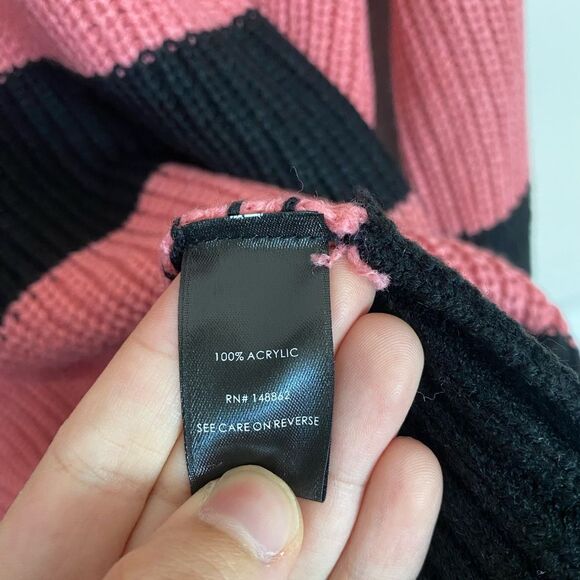 100% ACRYLIC
RN# 148862
SEE CARE ON REVERSE